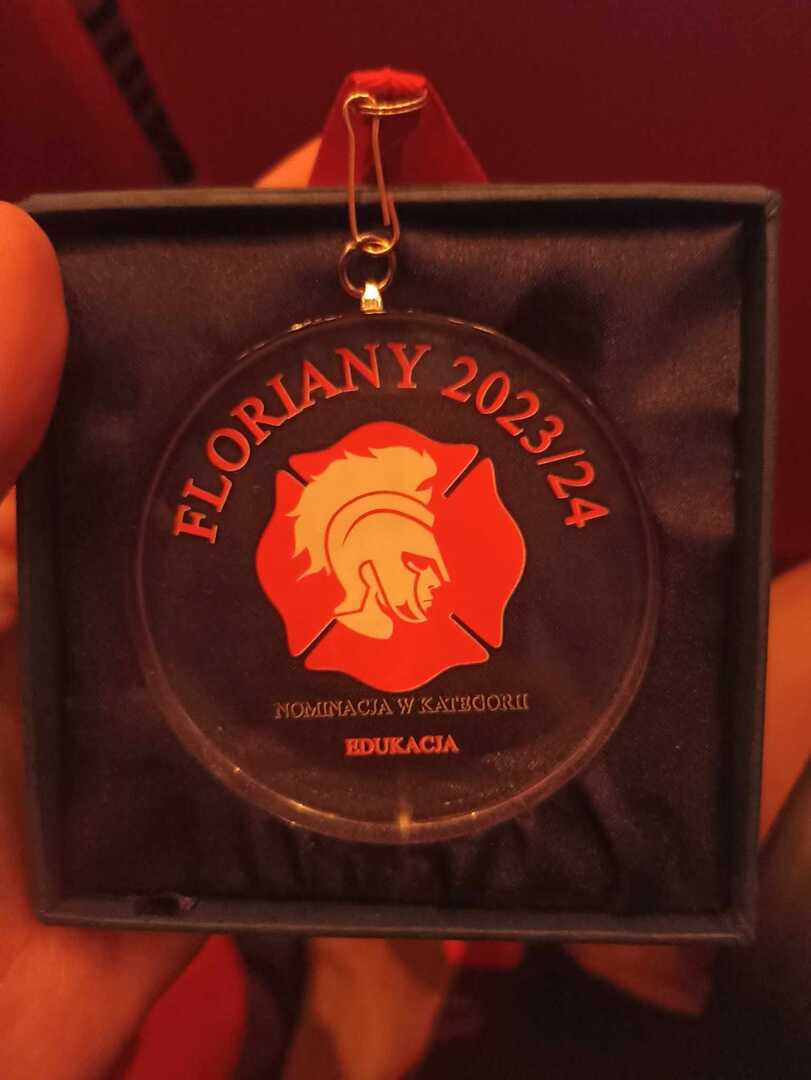 FLORIANY 2023/24
NOMINACJA W KATEGORII
EDUKACJA